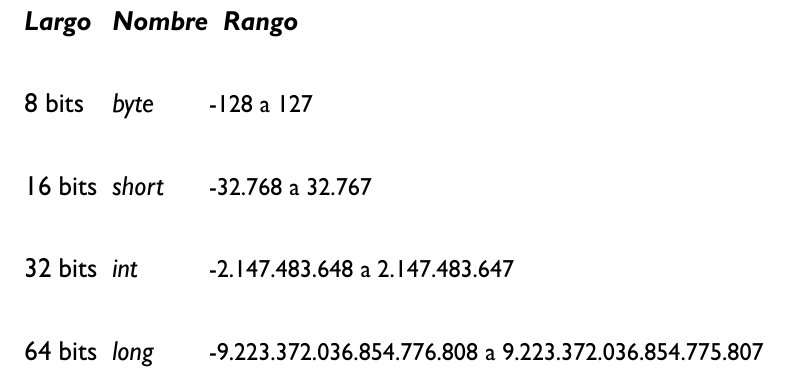 Largo Nombre Rango
8 bits byte -128 a 127
16 bits short -32.768 a 32.767
32 bits int -2.147.483.648 a 2.147.483.647
64 bits long -9.223.372.036.854.776.808 a 9.223.372.036.854.775.807